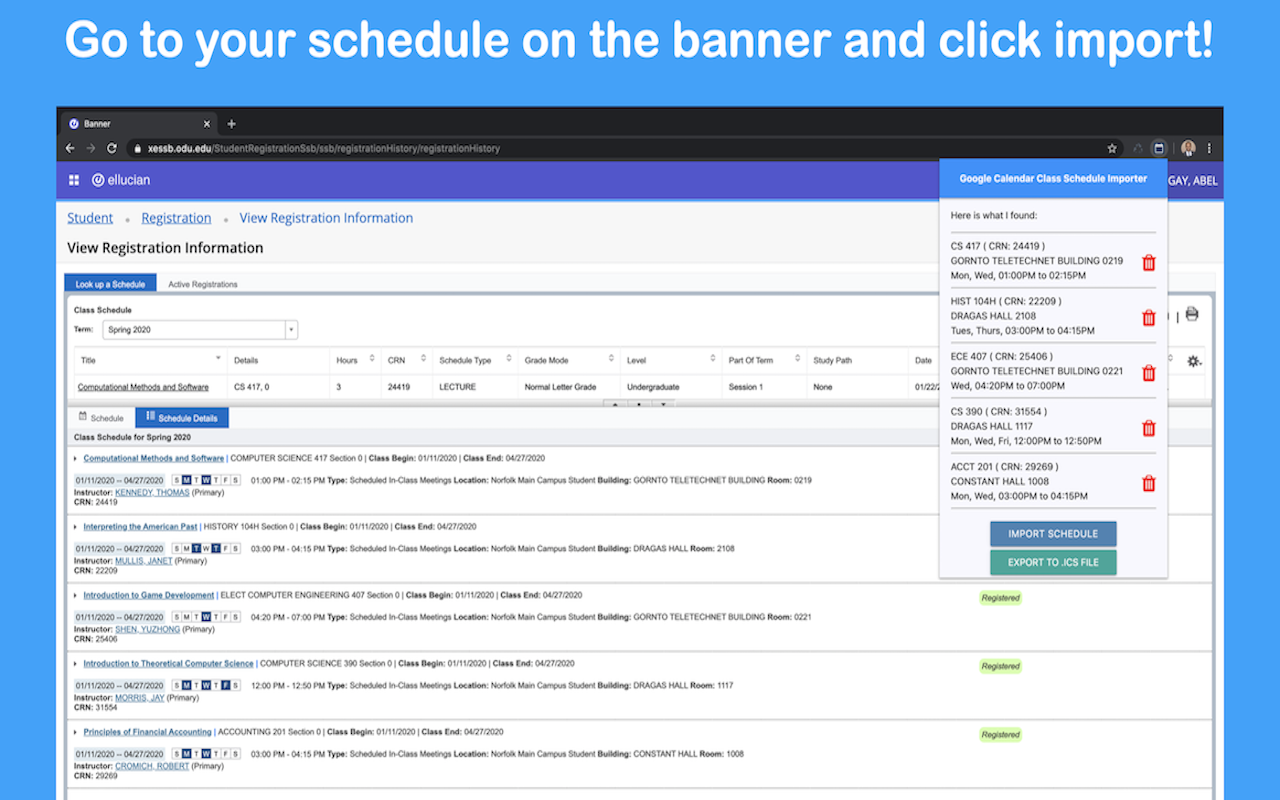 Go to your schedule on the banner and click import!
Banner
xessb.odu.edu/StudentRegistrationSsb/ssb/registrationHistory/registrationHistory
ellucian
GAY, ABEL
Student • Registration • View Registration Information
View Registration Information
Look up a Schedule Active Registrations
Class Schedule
Term: Spring 2020
Title Details Hours CRN Schedule Type Grade Mode Level Part Of Term Study Path Date
Computational Methods and Software CS 417, 0 3 24419 LECTURE Normal Letter Grade Undergraduate Session 1 None 01/22/
Schedule Schedule Details
Class Schedule for Spring 2020
Computational Methods and Software | COMPUTER SCIENCE 417 Section 0 | Class Begin: 01/11/2020 | Class End: 04/27/2020
01/11/2020 -- 04/27/2020 S M T W T F S 01:00 PM - 02:15 PM Type: Scheduled In-Class Meetings Location: Norfolk Main Campus Student Building: GORNTO TELETECHNET BUILDING Room: 0219
Instructor: KENNEDY, THOMAS (Primary)
CRN: 24419
Interpreting the American Past | HISTORY 104H Section 0 | Class Begin: 01/11/2020 | Class End: 04/27/2020
01/11/2020 -- 04/27/2020 S M T W T F S 03:00 PM - 04:15 PM Type: Scheduled In-Class Meetings Location: Norfolk Main Campus Student Building: DRAGAS HALL Room: 2108
Instructor: MULLIS, JANET (Primary)
CRN: 22209
Introduction to Game Development | ELECT COMPUTER ENGINEERING 407 Section 0 | Class Begin: 01/11/2020 | Class End: 04/27/2020
Registered
01/11/2020 -- 04/27/2020 S M T W T F S 04:20 PM - 07:00 PM Type: Scheduled In-Class Meetings Location: Norfolk Main Campus Student Building: GORNTO TELETECHNET BUILDING Room: 0221
Instructor: SHEN, YUZHONG (Primary)
CRN: 25406
Introduction to Theoretical Computer Science | COMPUTER SCIENCE 390 Section 0 | Class Begin: 01/11/2020 | Class End: 04/27/2020
Registered
01/11/2020 -- 04/27/2020 S M T W T F S 12:00 PM - 12:50 PM Type: Scheduled In-Class Meetings Location: Norfolk Main Campus Student Building: DRAGAS HALL Room: 1117
Instructor: MORRIS, JAY (Primary)
CRN: 31554
Principles of Financial Accounting | ACCOUNTING 201 Section 0 | Class Begin: 01/11/2020 | Class End: 04/27/2020
Registered
01/11/2020 -- 04/27/2020 S M T W T F S 03:00 PM - 04:15 PM Type: Scheduled In-Class Meetings Location: Norfolk Main Campus Student Building: CONSTANT HALL Room: 1008
Instructor: CROMICH, ROBERT (Primary)
CRN: 29269
Google Calendar Class Schedule Importer
Here is what I found:
CS 417 ( CRN: 24419 )
GORNTO TELETECHNET BUILDING 0219
Mon, Wed, 01:00PM to 02:15PM
HIST 104H ( CRN: 22209 )
DRAGAS HALL 2108
Tues, Thurs, 03:00PM to 04:15PM
ECE 407 ( CRN: 25406 )
GORNTO TELETECHNET BUILDING 0221
Wed, 04:20PM to 07:00PM
CS 390 ( CRN: 31554 )
DRAGAS HALL 1117
Mon, Wed, Fri, 12:00PM to 12:50PM
ACCT 201 ( CRN: 29269 )
CONSTANT HALL 1008
Mon, Wed, 03:00PM to 04:15PM
IMPORT SCHEDULE
EXPORT TO .ICS FILE